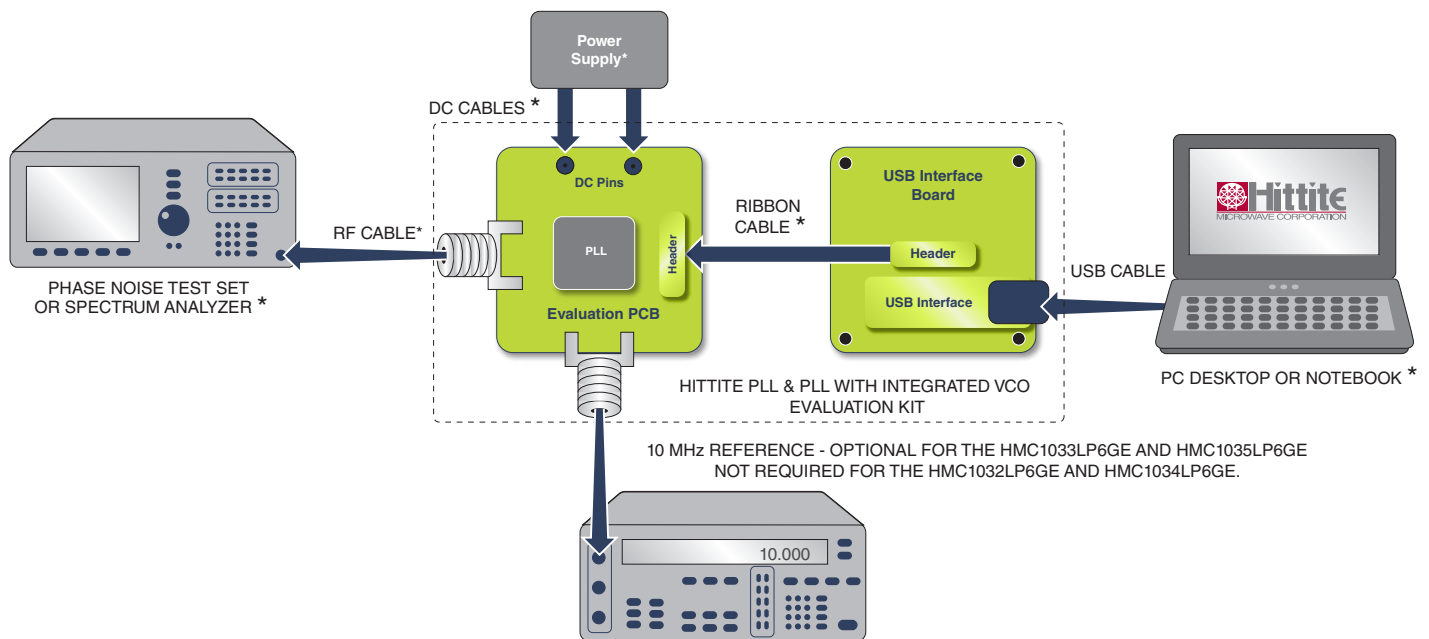 Power
Supply*
DC CABLES *
DC Pins
PLL
Header
Evaluation PCB
RF CABLE*
PHASE NOISE TEST SET
OR SPECTRUM ANALYZER *
RIBBON
CABLE *
USB Interface
Board
Header
USB Interface
USB CABLE
Hittite
MICROWAVE CORPORATION
PC DESKTOP OR NOTEBOOK *
HITTITE PLL & PLL WITH INTEGRATED VCO
EVALUATION KIT
10 MHz REFERENCE - OPTIONAL FOR THE HMC1033LP6GE AND HMC1035LP6GE
NOT REQUIRED FOR THE HMC1032LP6GE AND HMC1034LP6GE.
10.000